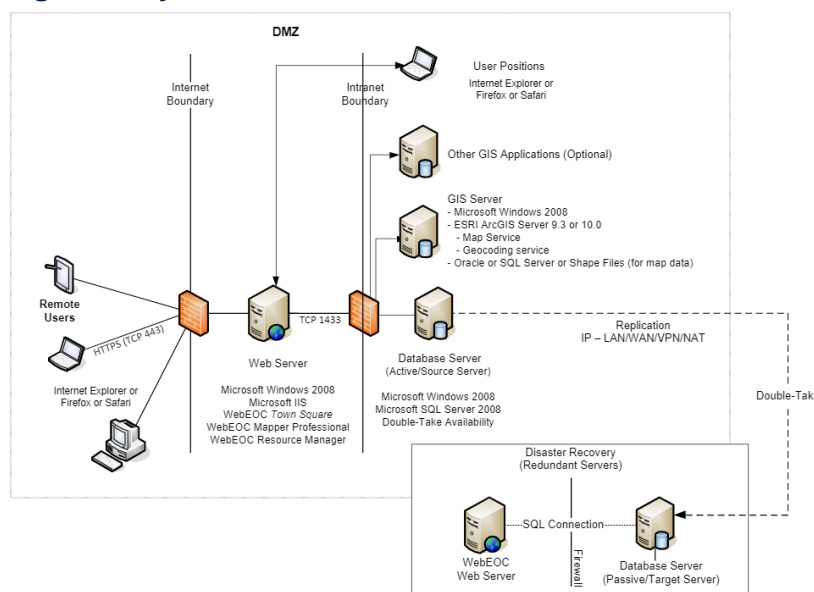 DMZ
Internet
Boundary
Intranet
Boundary
User Positions
Internet Explorer or
Firefox or Safari
Other GIS Applications (Optional)
GIS Server
- Microsoft Windows 2008
- ESRI ArcGIS Server 9.3 or 10.0
- Map Service
- Geocoding service
- Oracle or SQL Server or Shape Files (for map data)
Remote
Users
HTTPS (TCP 443)
Internet Explorer or
Firefox or Safari
TCP 1433
Web Server
Microsoft Windows 2008
Microsoft IIS
WebEOC Town Square
WebEOC Mapper Professional
WebEOC Resource Manager
Database Server
(Active/Source Server)
Microsoft Windows 2008
Microsoft SQL Server 2008
Double-Take Availability
Replication
IP – LAN/WAN/VPN/NAT
Double-Tak
Disaster Recovery
(Redundant Servers)
SQL Connection
Firewall
WebEOC
Web Server
Database Server
(Passive/Target Server)